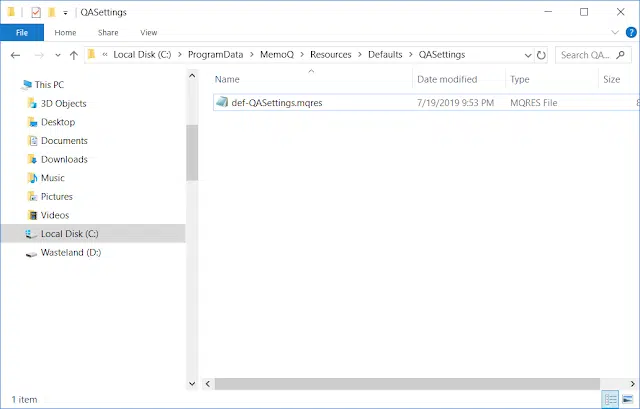 QASettings
File Home Share View
« Local Disk (C:) > ProgramData > MemoQ > Resources > Defaults > QASettings Search QA...
Name Date modified Type Size
This PC
3D Objects
def-QASettings.mqres 7/19/2019 9:53 PM MQRES File
Desktop
Documents
Downloads
Music
Pictures
Videos
Local Disk (C:)
Wasteland (D:)
1 item